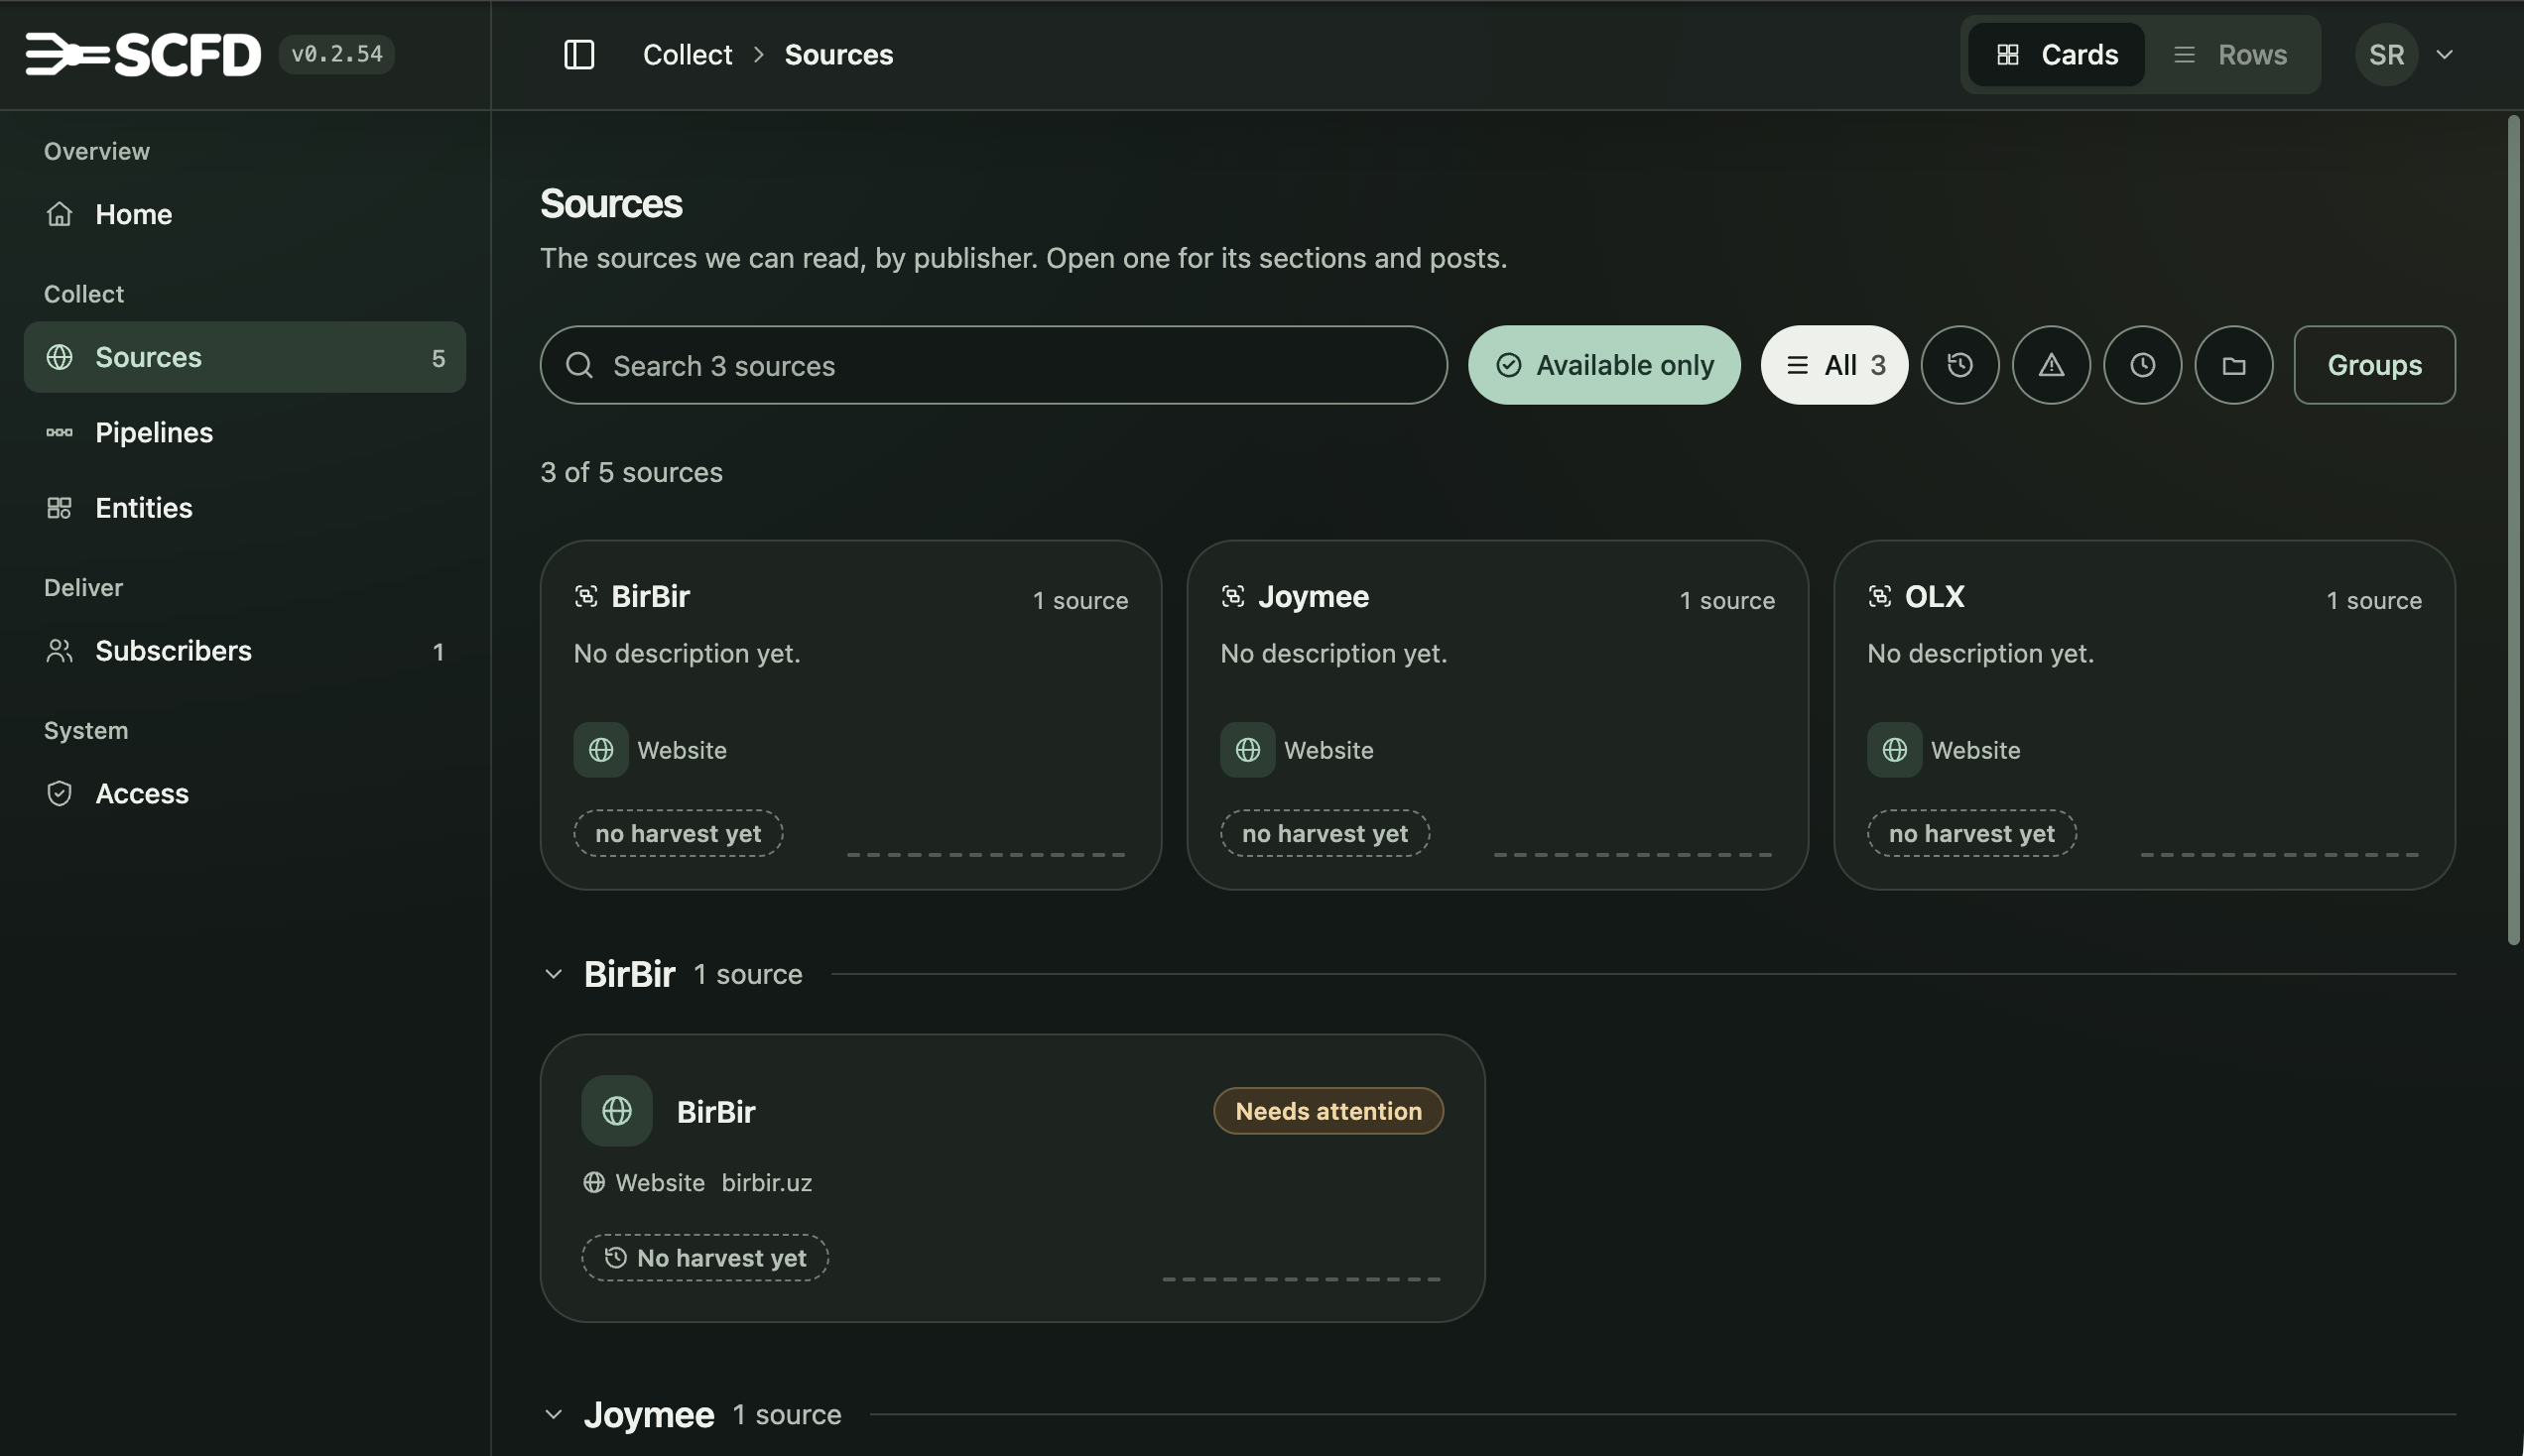 SCFD v0.2.54
Collect > Sources
Cards
Rows
SR
Overview
Home
Collect
Sources 5
Pipelines
Entities
Deliver
Subscribers 1
System
Access
Sources
The sources we can read, by publisher. Open one for its sections and posts.
Search 3 sources
Available only
All 3
Groups
3 of 5 sources
BirBir 1 source
No description yet.
Website
no harvest yet
Joymee 1 source
No description yet.
Website
no harvest yet
OLX 1 source
No description yet.
Website
no harvest yet
BirBir 1 source
BirBir Needs attention
Website birbir.uz
No harvest yet
Joymee 1 source